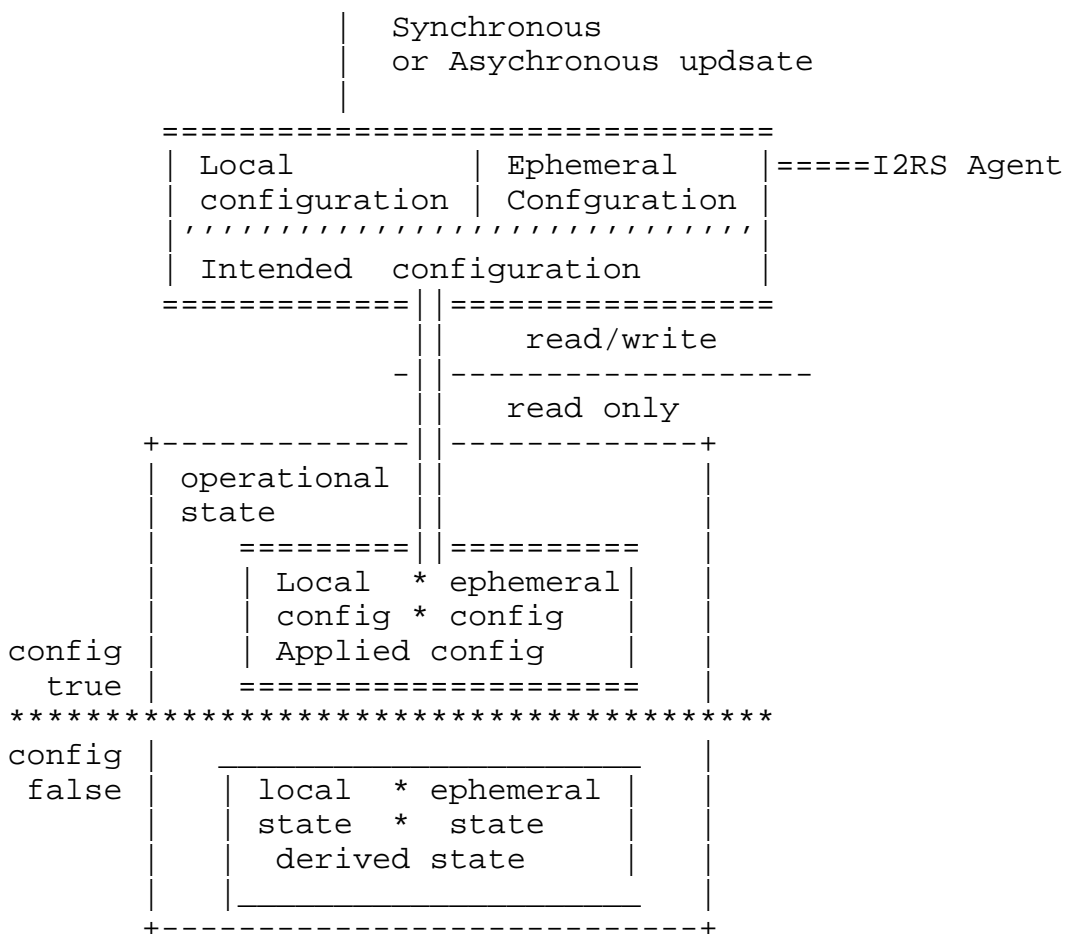 Synchronous
or Asychronous updsate
Local | Ephemeral |=====I2RS Agent
configuration | Confguration
Intended configuration
read/write
read only
operational
state
Local * ephemeral
config * config
config | Applied config
true
config
false | local * ephemeral
state * state
derived state